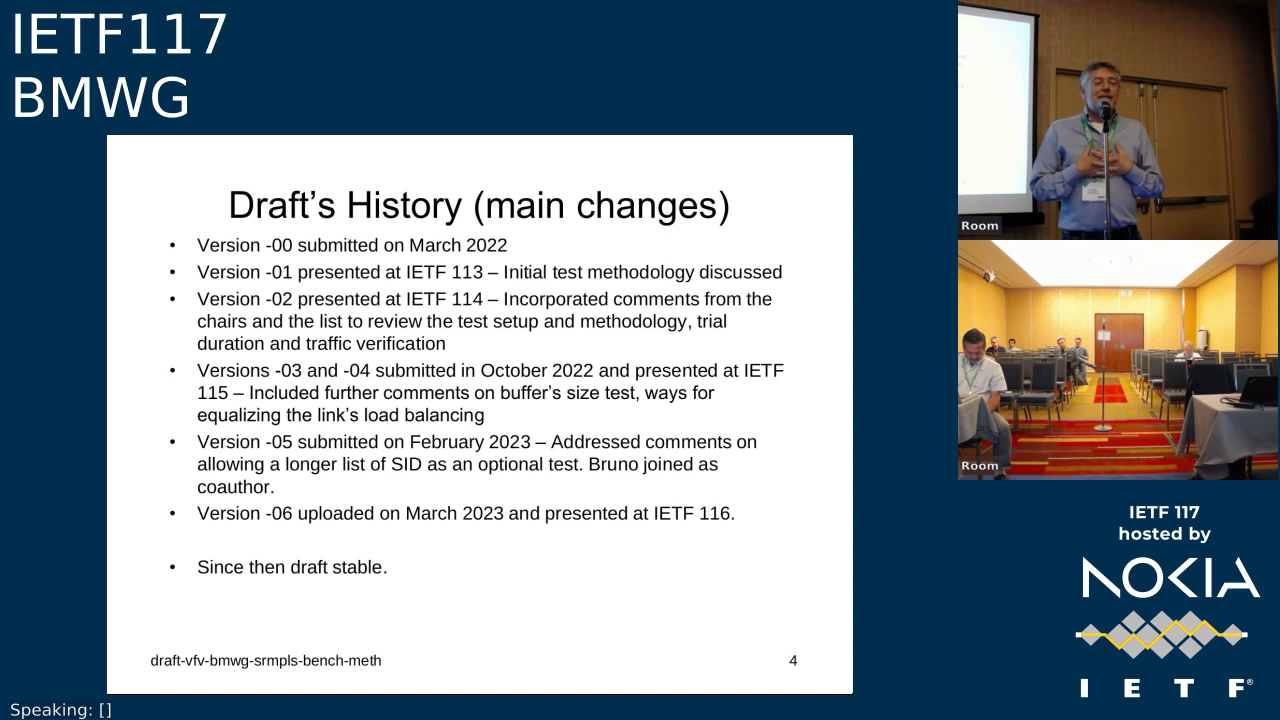 IETF117
BMWG
Draft’s History (main changes)
• Version -00 submitted on March 2022
• Version -01 presented at IETF 113 – Initial test methodology discussed
• Version -02 presented at IETF 114 – Incorporated comments from the
chairs and the list to review the test setup and methodology, trial
duration and traffic verification
• Versions -03 and -04 submitted in October 2022 and presented at IETF
115 – Included further comments on buffer’s size test, ways for
equalizing the link’s load balancing
• Version -05 submitted on February 2023 – Addressed comments on
allowing a longer list of SID as an optional test. Bruno joined as
coauthor.
• Version -06 uploaded on March 2023 and presented at IETF 116.
• Since then draft stable.
draft-vfv-bmwg-srmpls-bench-meth
4
Room
Room
IETF 117
hosted by
NOKIA
I E T F®
Speaking: []